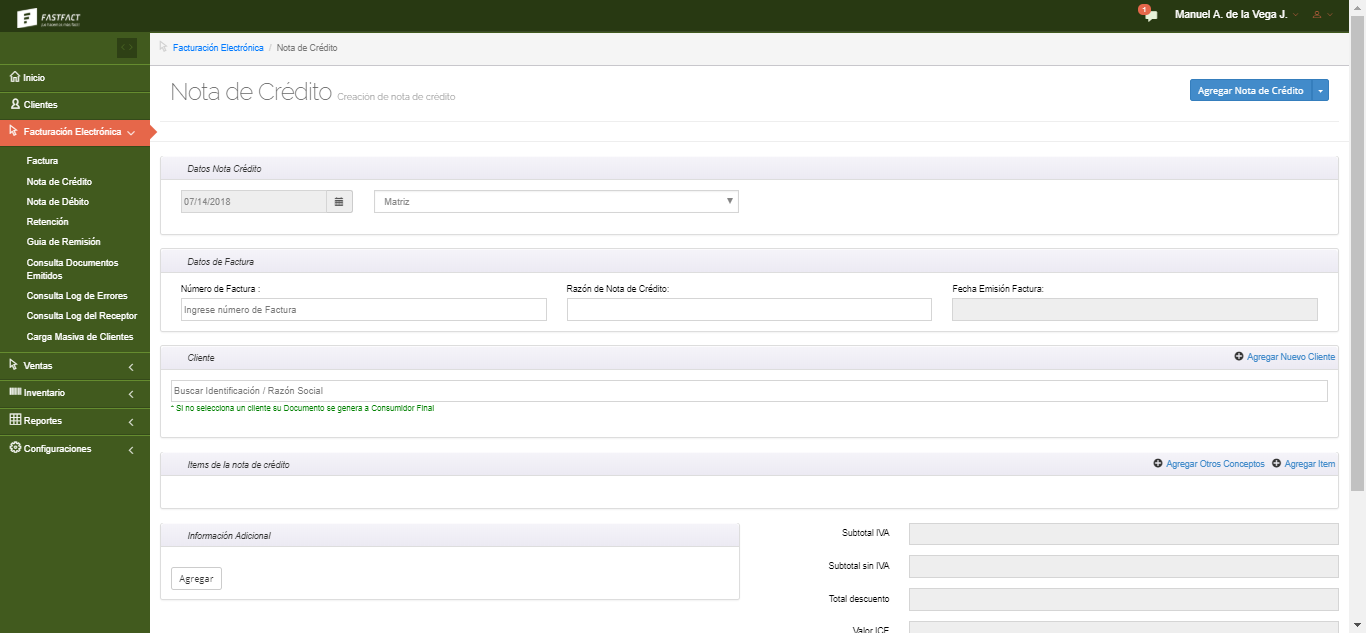 FASTFACT
1
Manuel A. de la Vega J.
Facturación Electrónica / Nota de Crédito
Inicio
Clientes
Facturación Electrónica
Factura
Nota de Crédito
Nota de Débito
Retención
Guia de Remisión
Consulta Documentos
Emitidos
Consulta Log de Errores
Consulta Log del Receptor
Carga Masiva de Clientes
Ventas
Inventario
Reportes
Configuraciones
Nota de Crédito Creación de nota de crédito
Agregar Nota de Crédito
Datos Nota Crédito
07/14/2018
Matriz
Datos de Factura
Número de Factura :
Razón de Nota de Crédito:
Fecha Emisión Factura:
Ingrese número de Factura
Cliente
Agregar Nuevo Cliente
Buscar Identificación / Razón Social
* Si no selecciona un cliente su Documento se genera a Consumidor Final
Items de la nota de crédito
Agregar Otros Conceptos
Agregar Item
Información Adicional
Agregar
Subtotal IVA
Subtotal sin IVA
Total descuento
Valor ICE